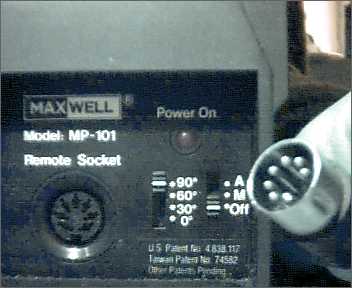 MAXWELL ®
Power On
Model: MP-101
Remote Socket
90°
60°
30°
0°
A
M
Off
U.S. Patent No. 4.838.117
Taiwan Patent No. 74582
Other Patents Pending